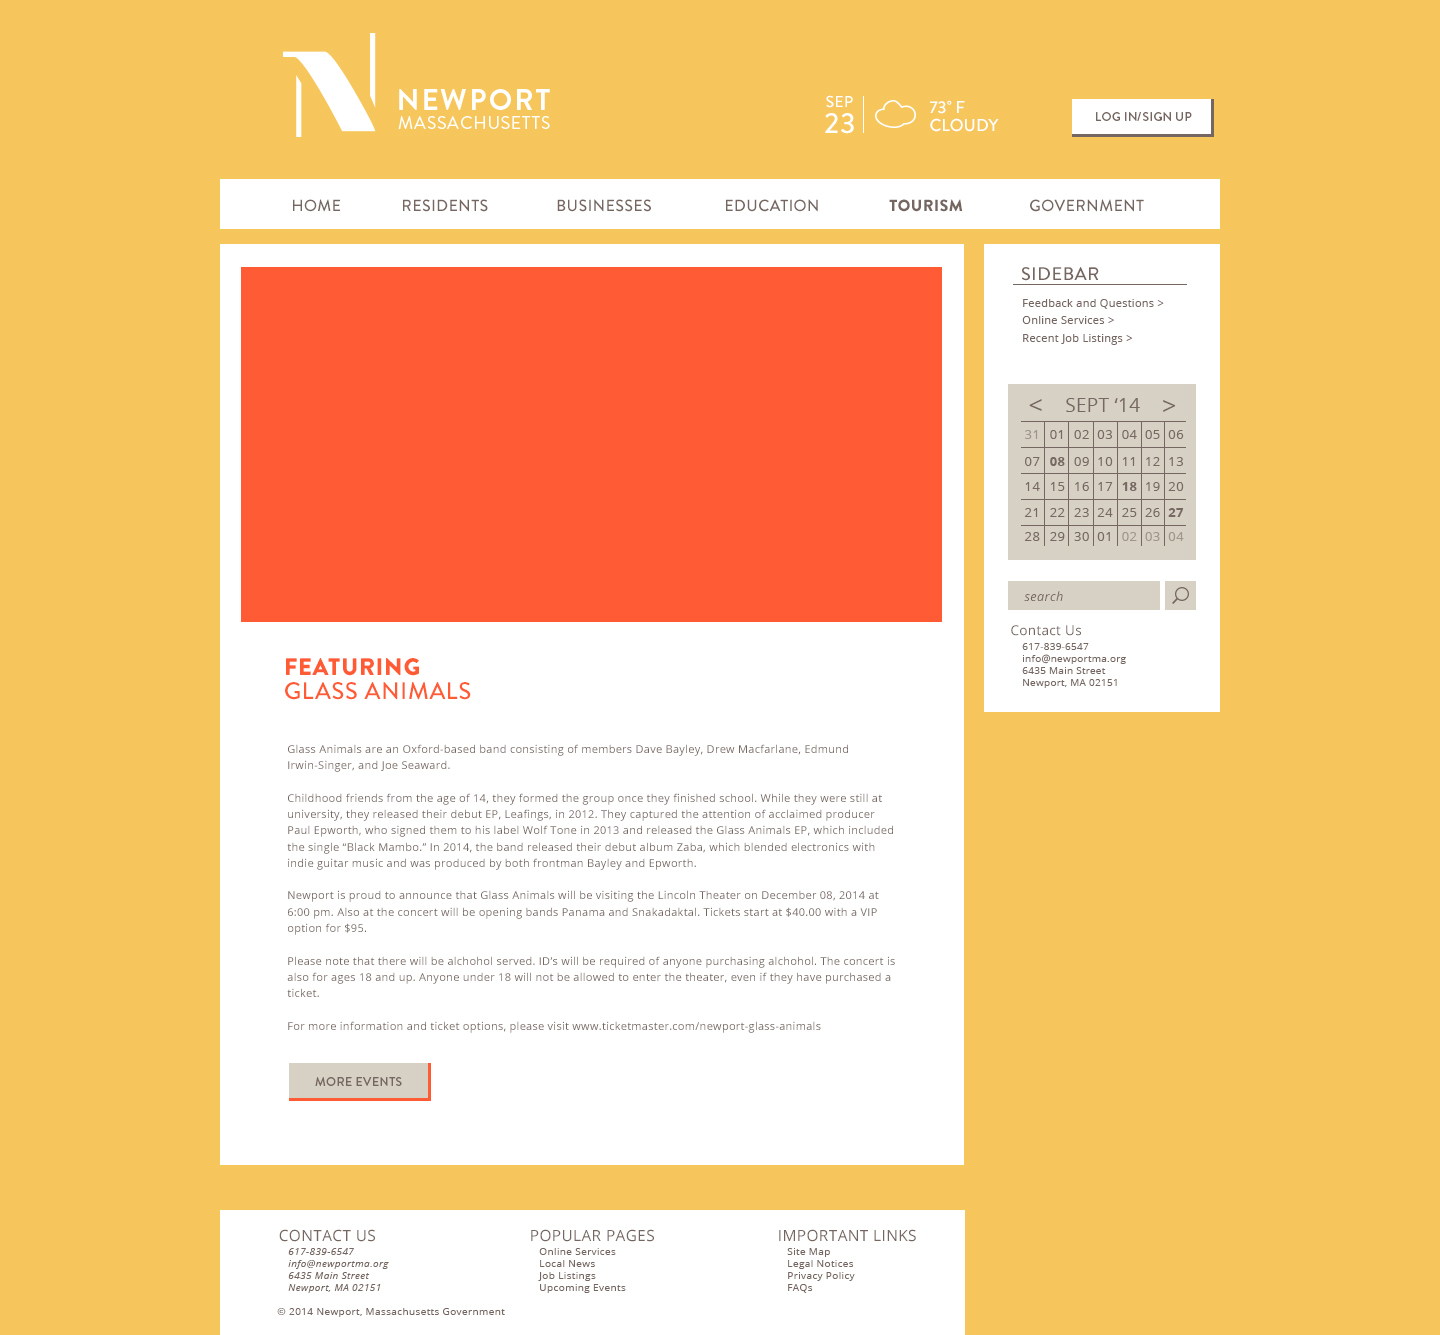 NEWPORT
MASSACHUSETTS
SEP
23
73° F
CLOUDY
LOG IN/SIGN UP
HOME RESIDENTS BUSINESSES EDUCATION TOURISM GOVERNMENT
FEATURING
GLASS ANIMALS
Glass Animals are an Oxford-based band consisting of members Dave Bayley, Drew Macfarlane, Edmund
Irwin-Singer, and Joe Seaward.
Childhood friends from the age of 14, they formed the group once they finished school. While they were still at
university, they released their debut EP, Leafings, in 2012. They captured the attention of acclaimed producer
Paul Epworth, who signed them to his label Wolf Tone in 2013 and released the Glass Animals EP, which included
the single “Black Mambo.” In 2014, the band released their debut album Zaba, which blended electronics with
indie guitar music and was produced by both frontman Bayley and Epworth.
Newport is proud to announce that Glass Animals will be visiting the Lincoln Theater on December 08, 2014 at
6:00 pm. Also at the concert will be opening bands Panama and Snakadaktal. Tickets start at $40.00 with a VIP
option for $95.
Please note that there will be alchohol served. ID’s will be required of anyone purchasing alchohol. The concert is
also for ages 18 and up. Anyone under 18 will not be allowed to enter the theater, even if they have purchased a
ticket.
For more information and ticket options, please visit www.ticketmaster.com/newport-glass-animals
MORE EVENTS
SIDEBAR
Feedback and Questions >
Online Services >
Recent Job Listings >
< SEPT ‘14 >
31 01 02 03 04 05 06
07 08 09 10 11 12 13
14 15 16 17 18 19 20
21 22 23 24 25 26 27
28 29 30 01 02 03 04
search
Contact Us
617-839-6547
info@newportma.org
6435 Main Street
Newport, MA 02151
CONTACT US
617-839-6547
info@newportma.org
6435 Main Street
Newport, MA 02151
POPULAR PAGES
Online Services
Local News
Job Listings
Upcoming Events
IMPORTANT LINKS
Site Map
Legal Notices
Privacy Policy
FAQs
© 2014 Newport, Massachusetts Government